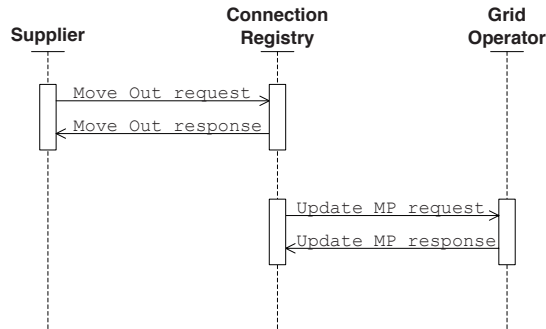 Supplier
Connection
Registry
Grid
Operator
Move Out request
Move Out response
Update MP request
Update MP response